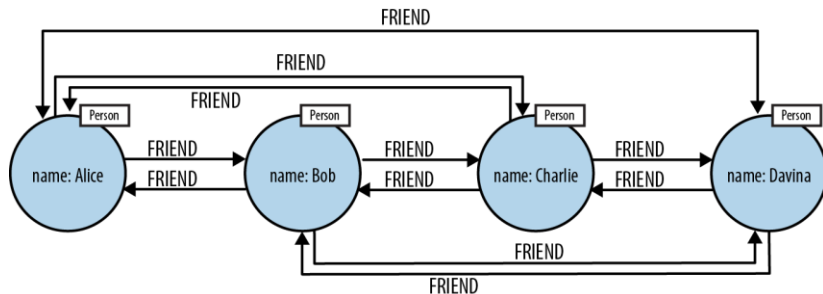 FRIEND
FRIEND
FRIEND
Person
Person
Person
Person
FRIEND
FRIEND
FRIEND
name: Alice
name: Bob
name: Charlie
name: Davina
FRIEND
FRIEND
FRIEND
FRIEND
FRIEND